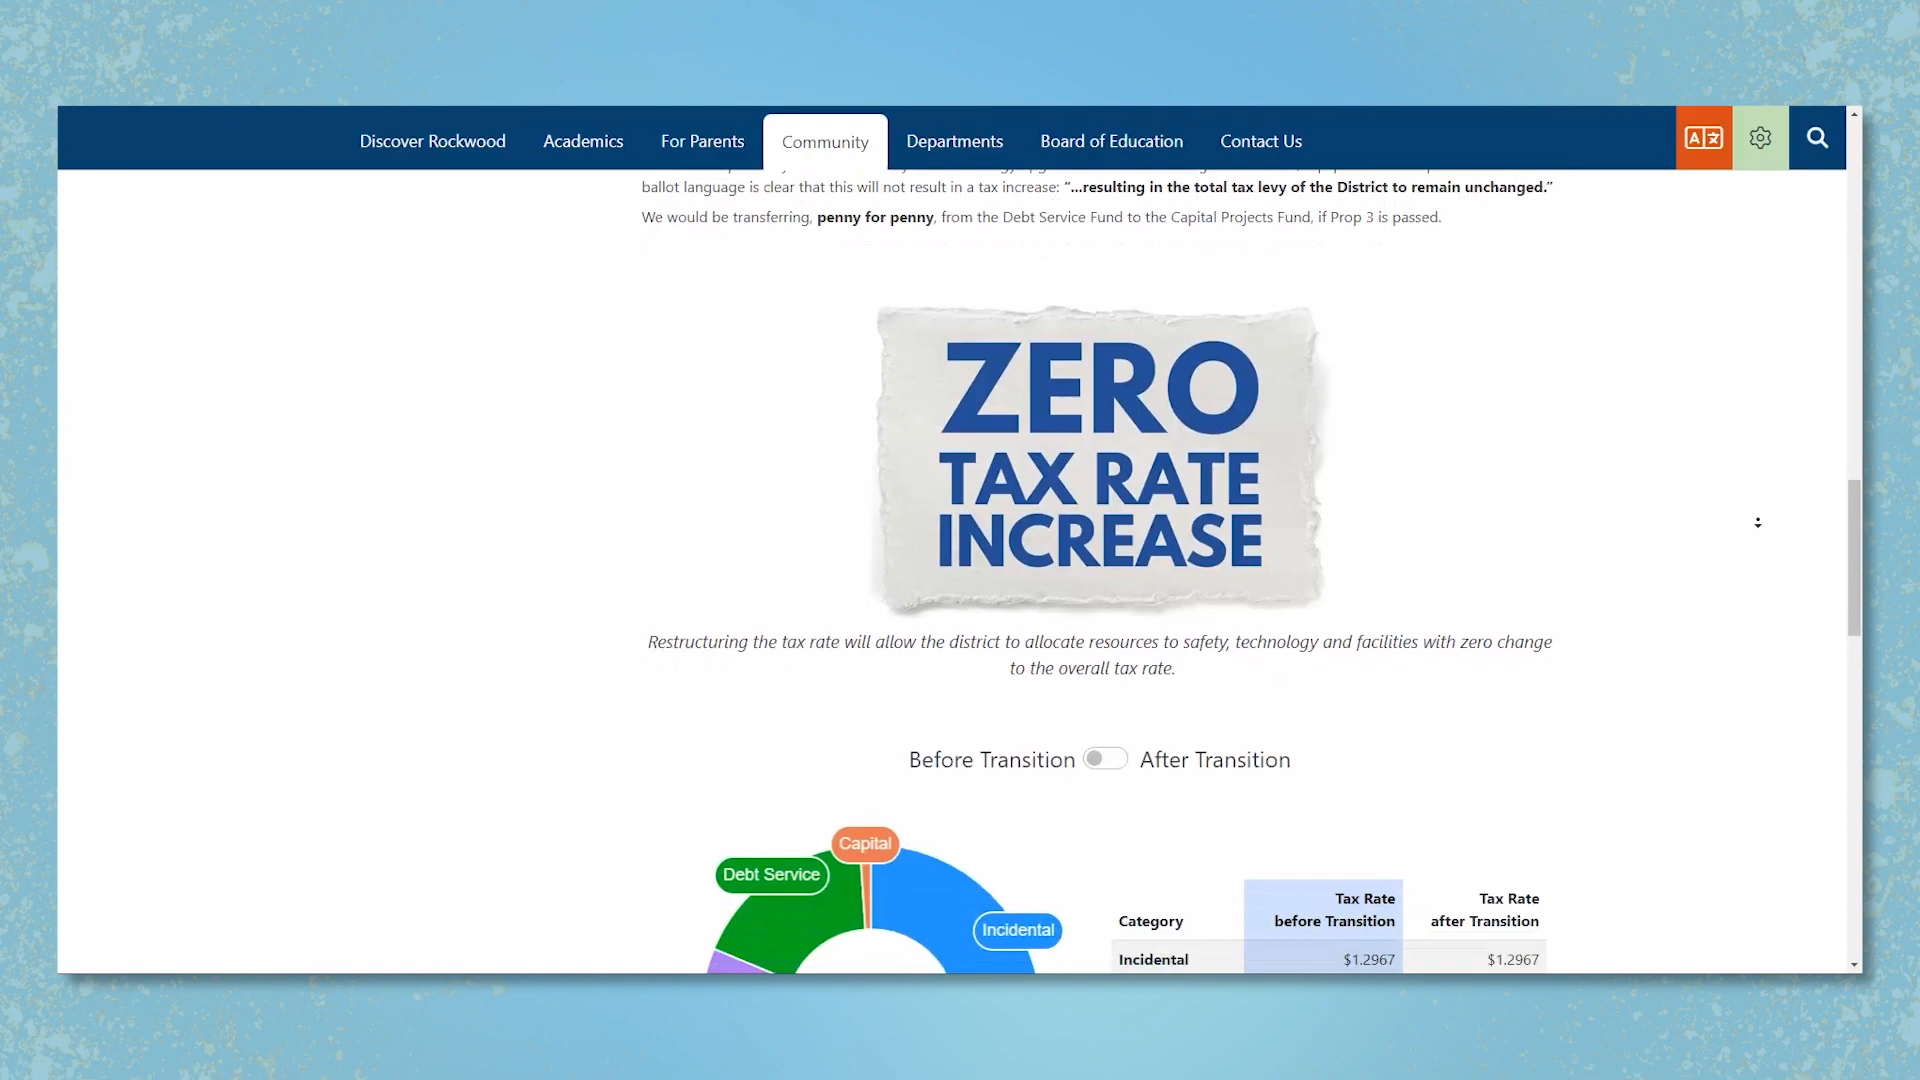 Discover Rockwood
Academics
For Parents
Community
Departments
Board of Education
Contact Us
ballot language is clear that this will not result in a tax increase: “...resulting in the total tax levy of the District to remain unchanged.”
We would be transferring, penny for penny, from the Debt Service Fund to the Capital Projects Fund, if Prop 3 is passed.
ZERO
TAX RATE
INCREASE
Restructuring the tax rate will allow the district to allocate resources to safety, technology and facilities with zero change
to the overall tax rate.
Before Transition
After Transition
Capital
Debt Service
Incidental
Category
Tax Rate
before Transition
Tax Rate
after Transition
Incidental
$1.2967
$1.2967